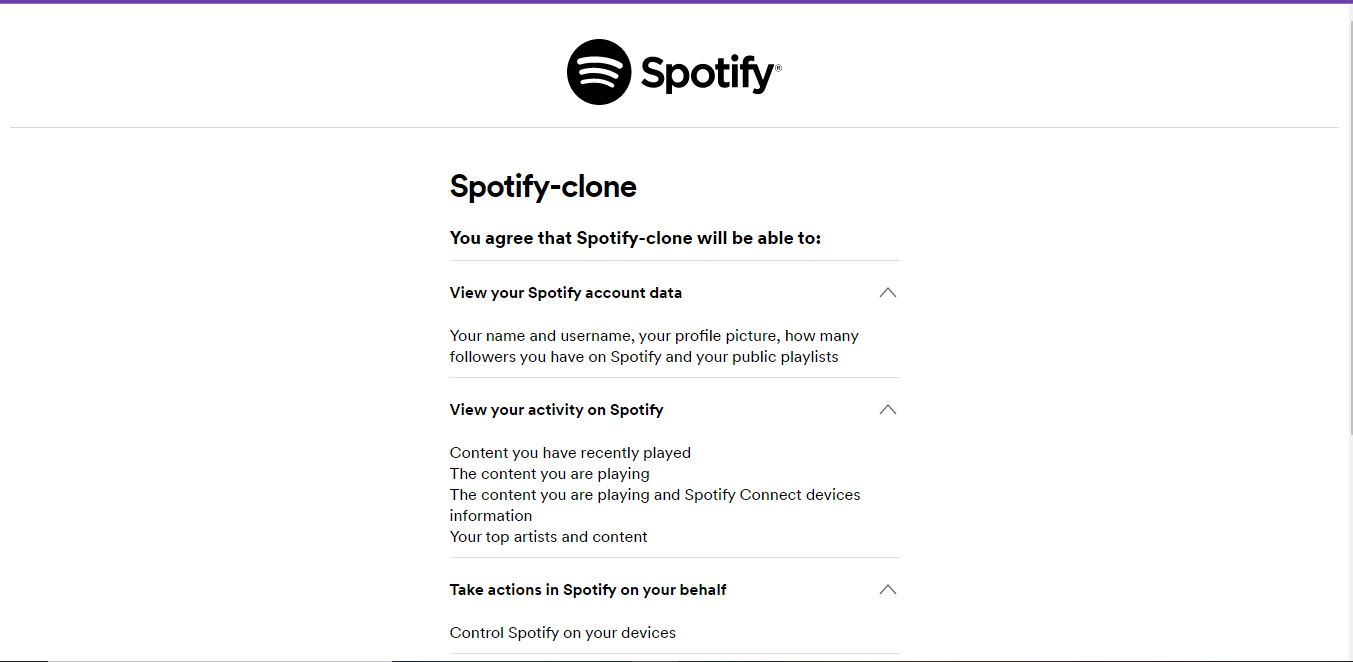 Spotify®
Spotify-clone
You agree that Spotify-clone will be able to:
View your Spotify account data
Your name and username, your profile picture, how many
followers you have on Spotify and your public playlists
View your activity on Spotify
Content you have recently played
The content you are playing
The content you are playing and Spotify Connect devices
information
Your top artists and content
Take actions in Spotify on your behalf
Control Spotify on your devices